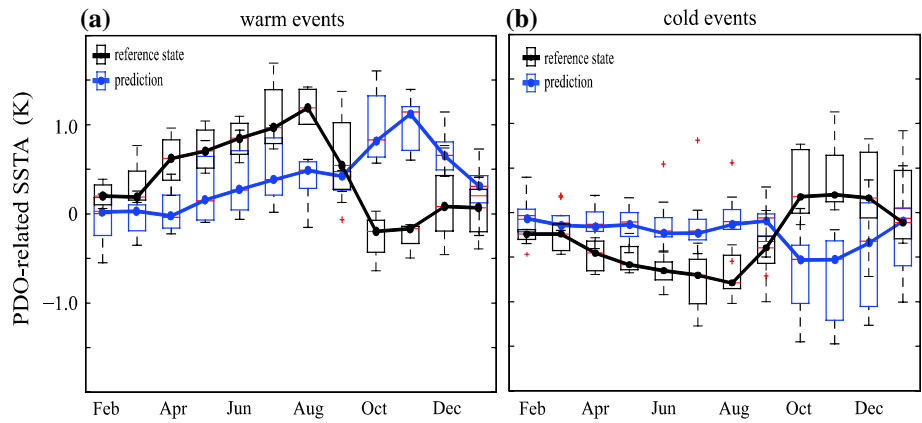 (a) warm events
(b) cold events
reference state
prediction
reference state
prediction
PDO-related SSTA (K)
1.0
0
−1.0
Feb Apr Jun Aug Oct Dec
Feb Apr Jun Aug Oct Dec